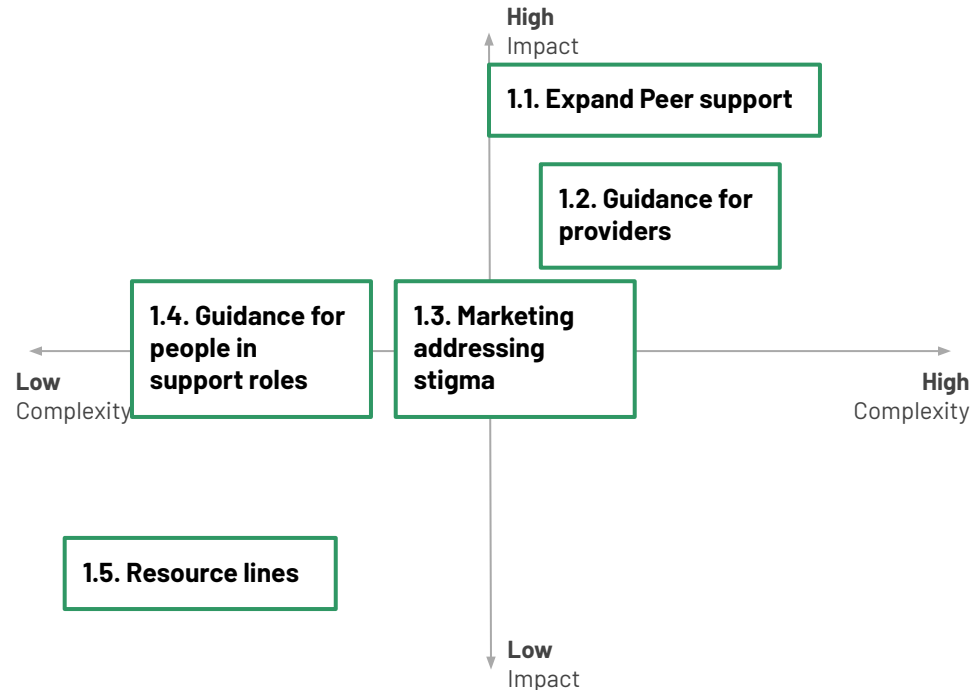 High
Impact
1.1. Expand Peer support
1.2. Guidance for
providers
1.4. Guidance for
people in
support roles
1.3. Marketing
addressing
stigma
Low
Complexity
High
Complexity
1.5. Resource lines
Low
Impact